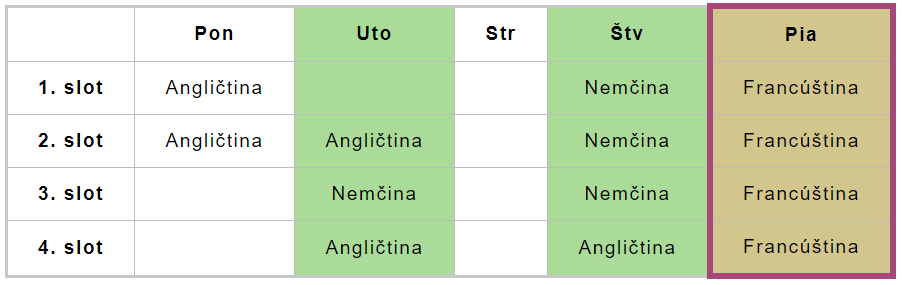 Pon Uto Str Štv Pia
1. slot Angličtina Nemčina Francúština
2. slot Angličtina Angličtina Nemčina Francúština
3. slot Nemčina Nemčina Francúština
4. slot Angličtina Angličtina Francúština